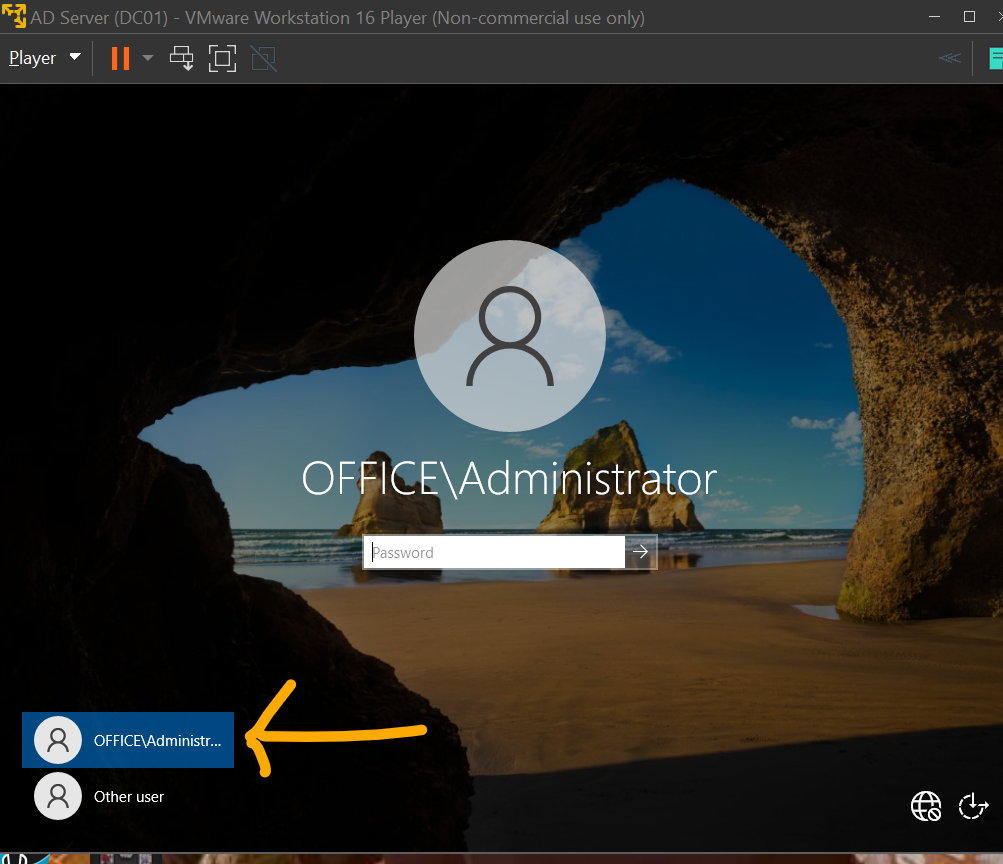 AD Server (DC01) - VMware Workstation 16 Player (Non-commercial use only)
Player
OFFICE\Administrator
Password
OFFICE\Administr...
Other user